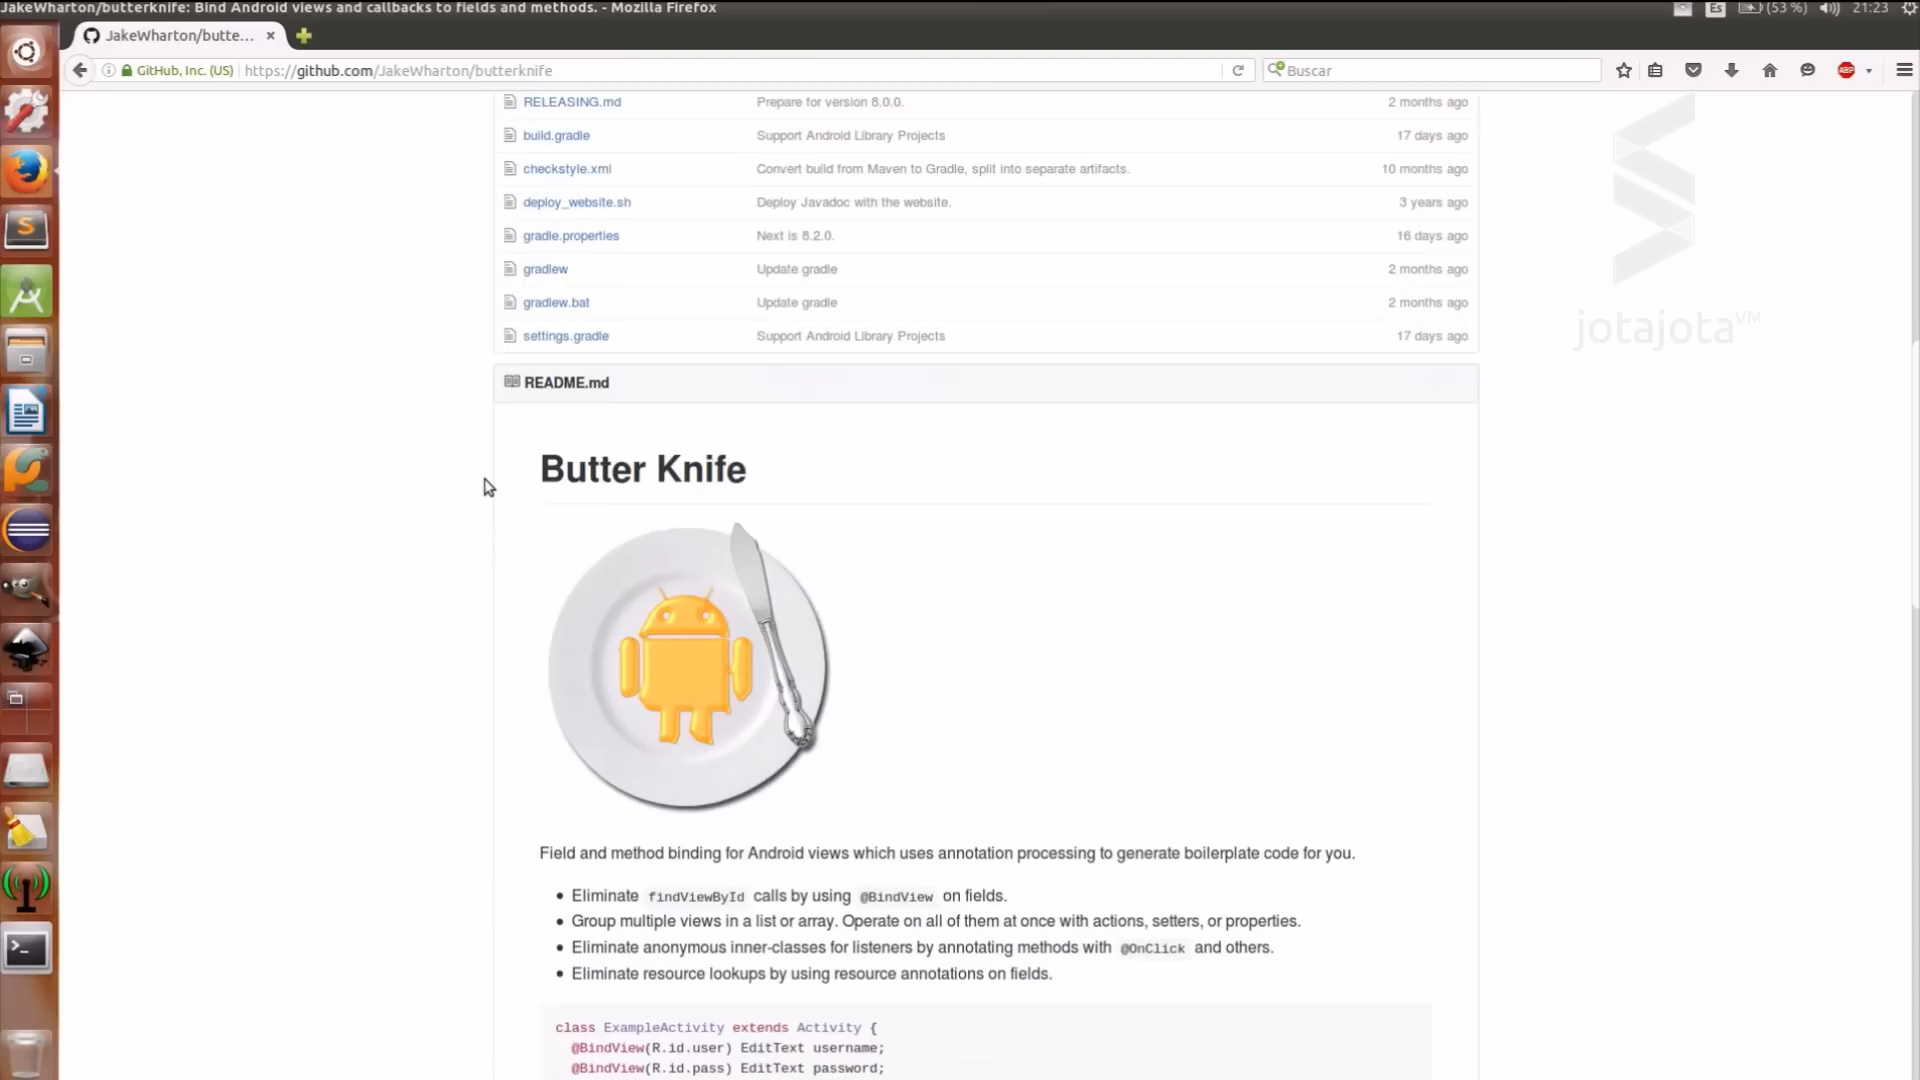 JakeWharton/butterknife: Bind Android views and callbacks to fields and methods. - Mozilla Firefox
Es
(53 %)
21:23
JakeWharton/butte...
GitHub, Inc. (US)
https://github.com/JakeWharton/butterknife
Buscar
ABP
RELEASING.md Prepare for version 8.0.0. 2 months ago
build.gradle Support Android Library Projects 17 days ago
checkstyle.xml Convert build from Maven to Gradle, split into separate artifacts. 10 months ago
deploy_website.sh Deploy Javadoc with the website. 3 years ago
gradle.properties Next is 8.2.0. 16 days ago
gradlew Update gradle 2 months ago
gradlew.bat Update gradle 2 months ago
settings.gradle Support Android Library Projects 17 days ago
jotajota VM
README.md
Butter Knife
Field and method binding for Android views which uses annotation processing to generate boilerplate code for you.
• Eliminate findViewById calls by using @BindView on fields.
• Group multiple views in a list or array. Operate on all of them at once with actions, setters, or properties.
• Eliminate anonymous inner-classes for listeners by annotating methods with @OnClick and others.
• Eliminate resource lookups by using resource annotations on fields.
class ExampleActivity extends Activity {
@BindView(R.id.user) EditText username;
@BindView(R.id.pass) EditText password;